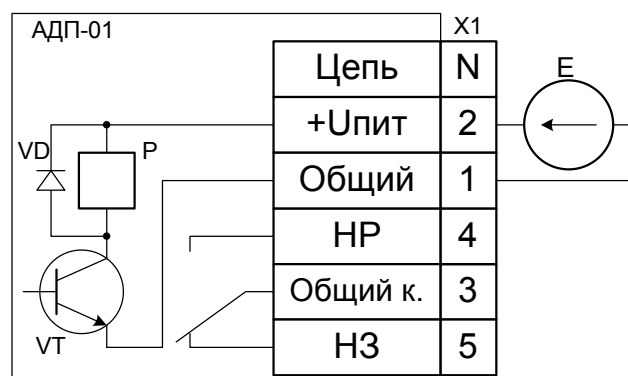 АДП-01 X1
Цепь N
E
+Uпит 2
VD P
Общий 1
НР 4
Общий к. 3
VT
НЗ 5